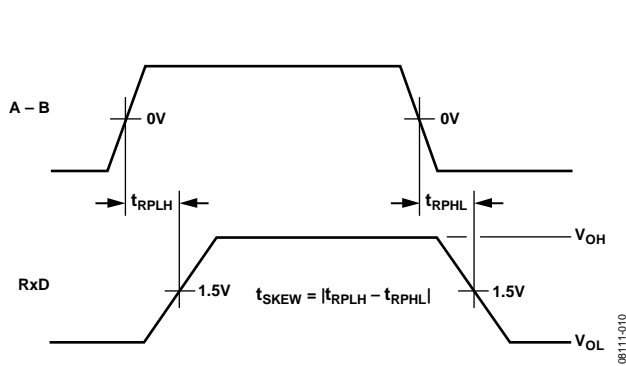 A – B
0V
0V
tRPLH
tRPHL
VOH
RxD
1.5V
tSKEW = |tRPLH – tRPHL|
1.5V
VOL
08111-010